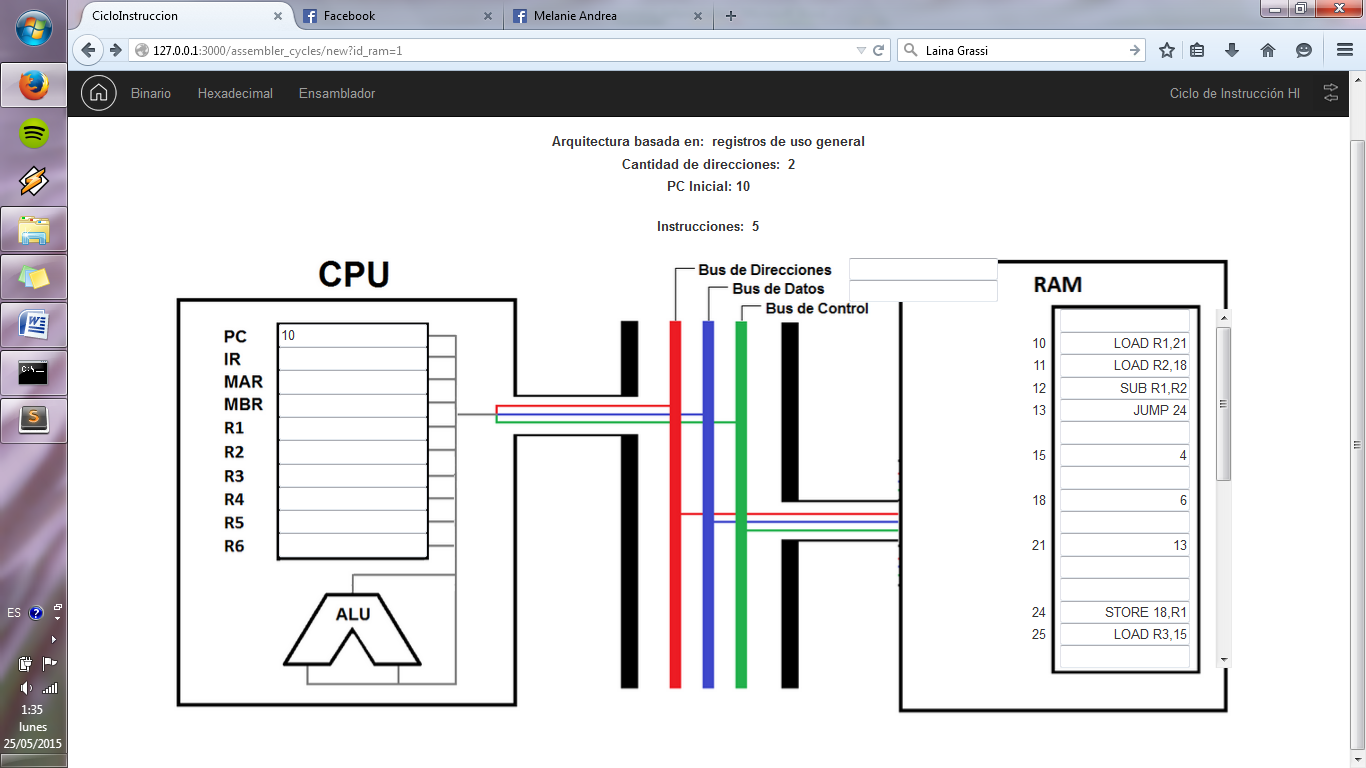 CicloInstruccion
Facebook
Melanie Andrea
127.0.0.1:3000/assembler_cycles/new?id_ram=1
Laina Grassi
Binario
Hexadecimal
Ensamblador
Ciclo de Instrucción HI
Arquitectura basada en: registros de uso general
Cantidad de direcciones: 2
PC Inicial: 10
Instrucciones: 5
CPU
Bus de Direcciones
Bus de Datos
Bus de Control
RAM
PC 10
IR
MAR
MBR
R1
R2
R3
R4
R5
R6
ALU
10 LOAD R1,21
11 LOAD R2,18
12 SUB R1,R2
13 JUMP 24
15 4
18 6
21 13
24 STORE 18,R1
25 LOAD R3,15
ES
1:35
lunes
25/05/2015